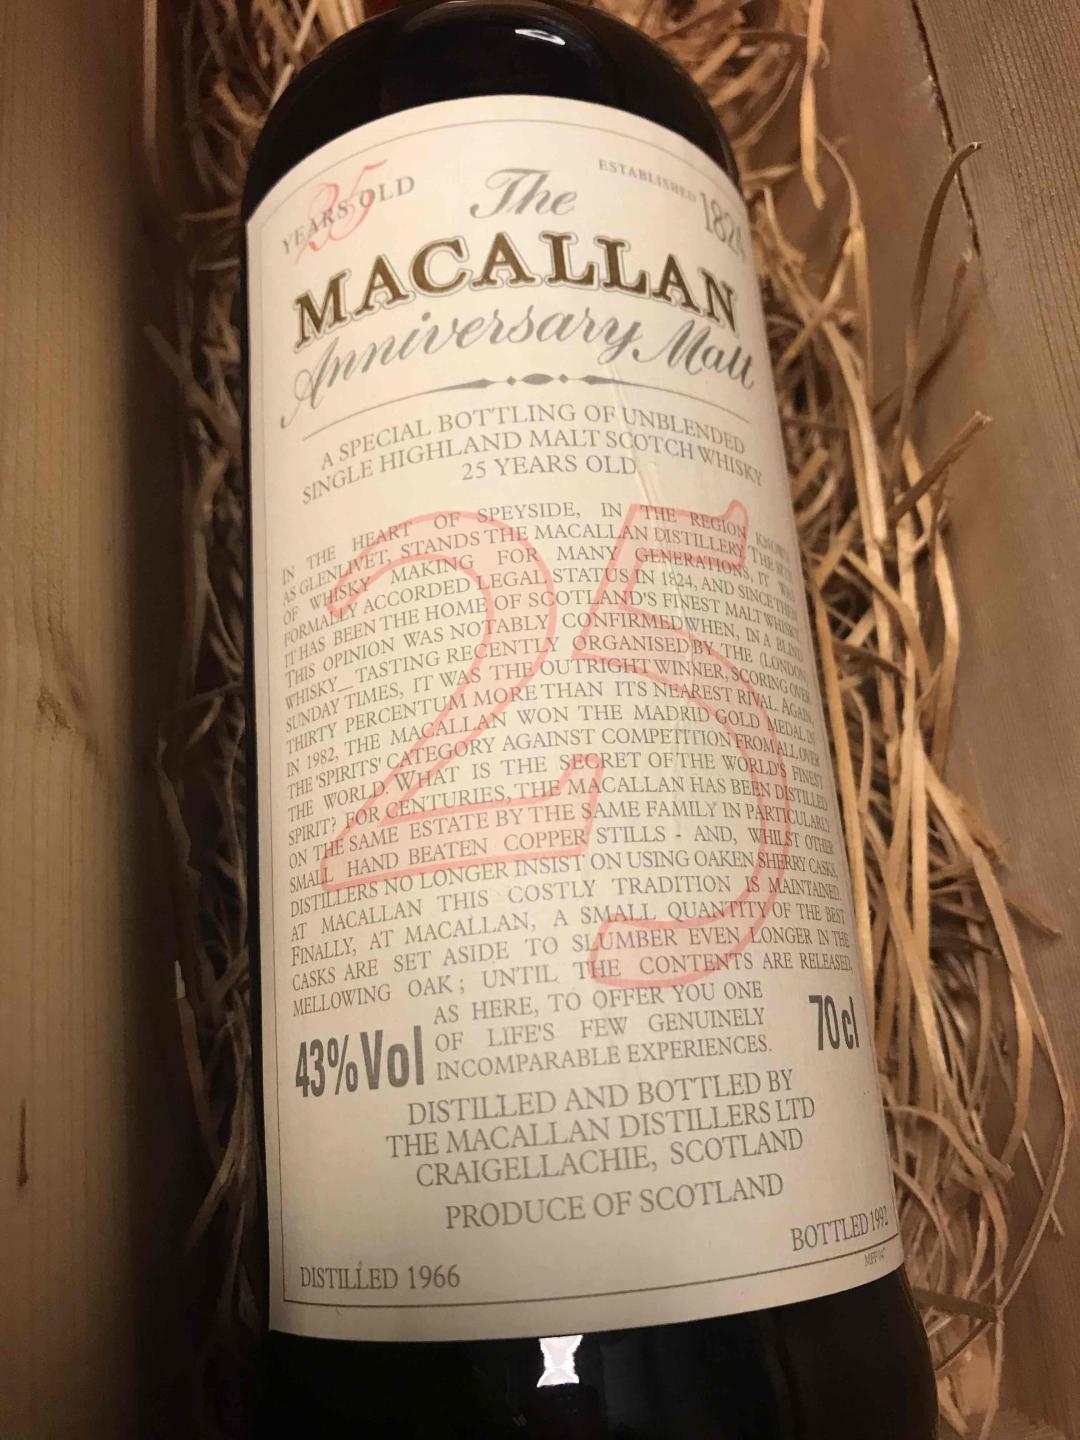 25
YEARS OLD
The
ESTABLISHED 1824
MACALLAN
Anniversary Malt
A SPECIAL BOTTLING OF UNBLENDED
SINGLE HIGHLAND MALT SCOTCH WHISKY
25 YEARS OLD
25
IN THE HEART OF SPEYSIDE, IN THE REGION KNOWN
AS GLENLIVET, STANDS THE MACALLAN DISTILLERY. THE SITE
OF WHISKY MAKING FOR MANY GENERATIONS, IT WAS
FORMALLY ACCORDED LEGAL STATUS IN 1824, AND SINCE THEN
IT HAS BEEN THE HOME OF SCOTLAND'S FINEST MALT WHISKY.
THIS OPINION WAS NOTABLY CONFIRMED WHEN, IN A BLIND
WHISKY_ TASTING RECENTLY ORGANISED BY THE (LONDON)
SUNDAY TIMES, IT WAS THE OUTRIGHT WINNER, SCORING OVER
THIRTY PERCENTUM MORE THAN ITS NEAREST RIVAL. AGAIN,
IN 1982, THE MACALLAN WON THE MADRID GOLD MEDAL IN
THE 'SPIRITS' CATEGORY AGAINST COMPETITION FROM ALL OVER
THE WORLD. WHAT IS THE SECRET OF THE WORLD'S FINEST
SPIRIT? FOR CENTURIES, THE MACALLAN HAS BEEN DISTILLED
ON THE SAME ESTATE BY THE SAME FAMILY IN PARTICULARLY
SMALL HAND BEATEN COPPER STILLS - AND, WHILST OTHER
DISTILLERS NO LONGER INSIST ON USING OAKEN SHERRY CASKS,
AT MACALLAN THIS COSTLY TRADITION IS MAINTAINED.
FINALLY, AT MACALLAN, A SMALL QUANTITY OF THE BEST
CASKS ARE SET ASIDE TO SLUMBER EVEN LONGER IN THE
MELLOWING OAK; UNTIL THE CONTENTS ARE RELEASED,
AS HERE, TO OFFER YOU ONE
OF LIFE'S FEW GENUINELY
INCOMPARABLE EXPERIENCES.
43%Vol
70cl
DISTILLED AND BOTTLED BY
THE MACALLAN DISTILLERS LTD
CRAIGELLACHIE, SCOTLAND
PRODUCE OF SCOTLAND
DISTILLED 1966
BOTTLED 1992